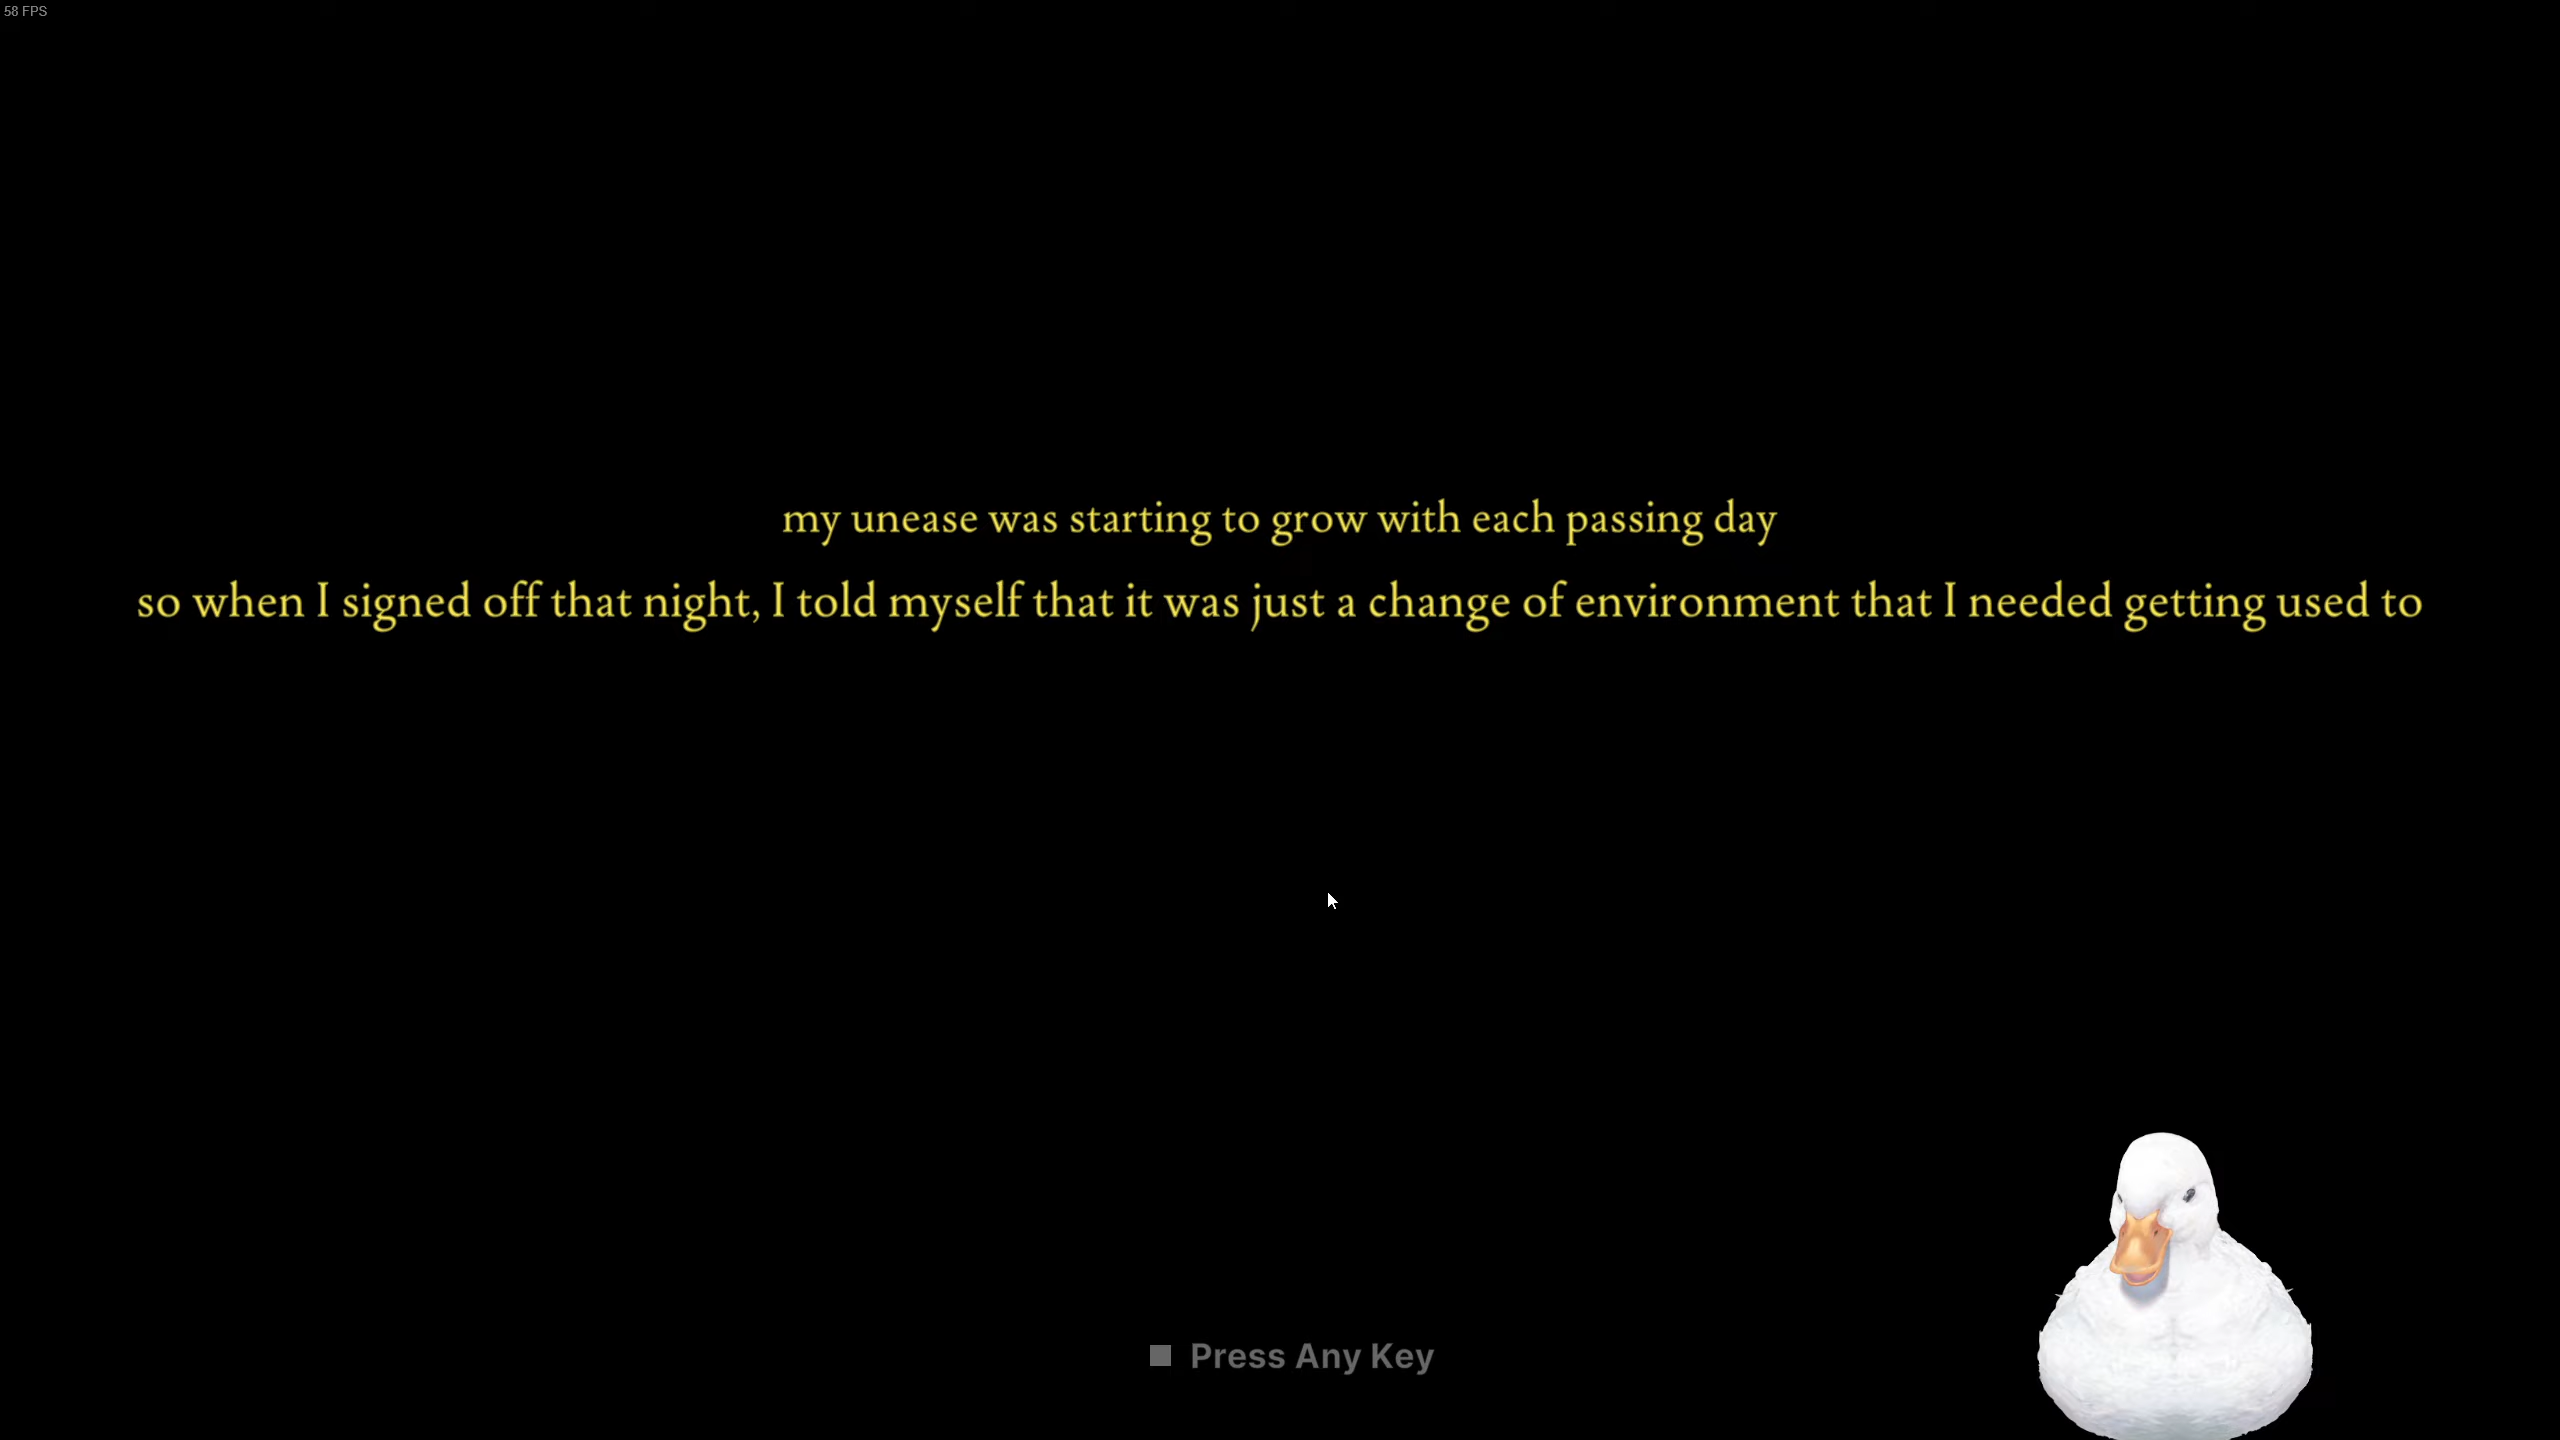 58 FPS
my unease was starting to grow with each passing day
so when I signed off that night, I told myself that it was just a change of environment that I needed getting used to
Press Any Key